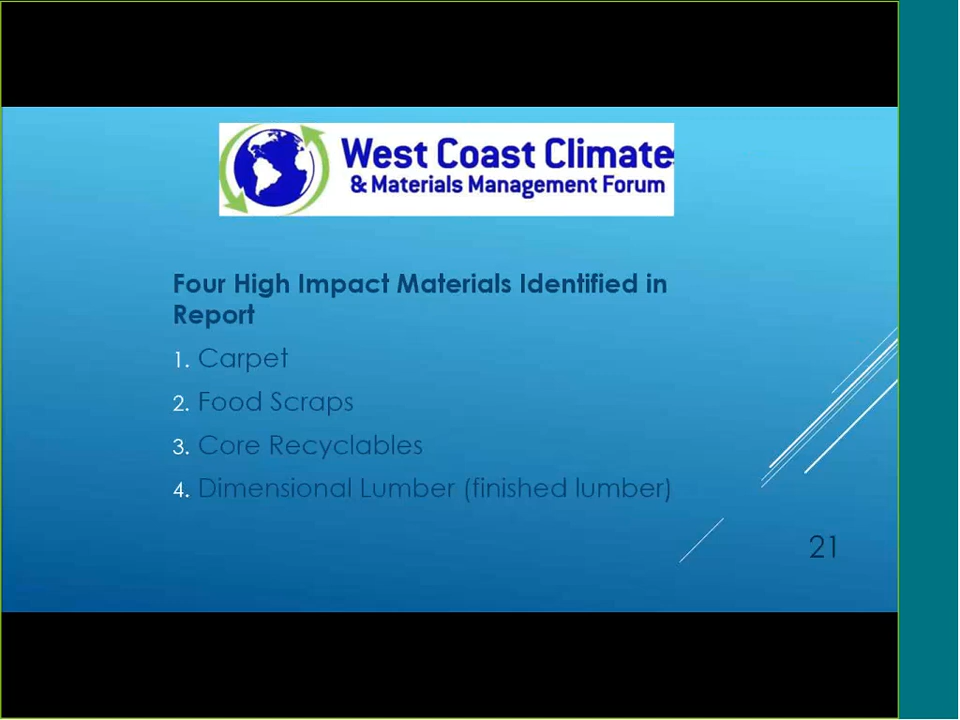 West Coast Climate
& Materials Management Forum
Four High Impact Materials Identified in
Report
1. Carpet
2. Food Scraps
3. Core Recyclables
4. Dimensional Lumber (finished lumber)
21